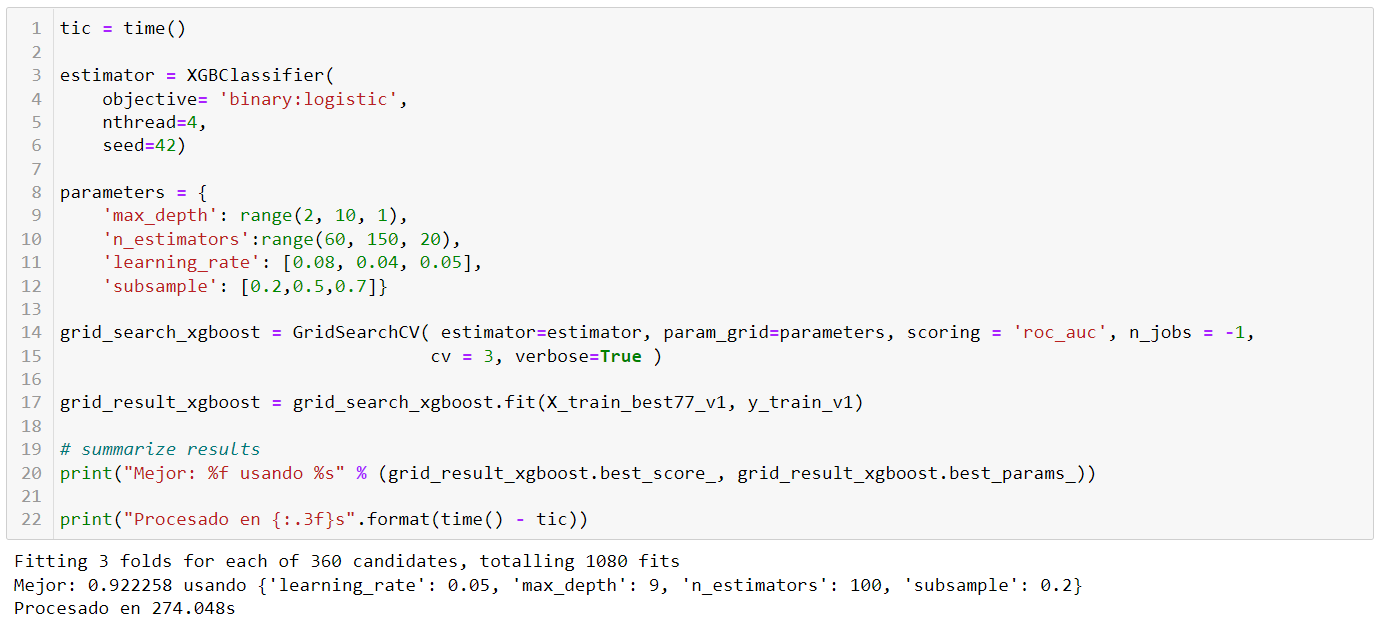 1 tic = time()
2
3 estimator = XGBClassifier(
4     objective= 'binary:logistic',
5     nthread=4,
6     seed=42)
7
8 parameters = {
9     'max_depth': range(2, 10, 1),
10     'n_estimators':range(60, 150, 20),
11     'learning_rate': [0.08, 0.04, 0.05],
12     'subsample': [0.2,0.5,0.7]}
13
14 grid_search_xgboost = GridSearchCV( estimator=estimator, param_grid=parameters, scoring = 'roc_auc', n_jobs = -1,
15                                    cv = 3, verbose=True )
16
17 grid_result_xgboost = grid_search_xgboost.fit(X_train_best77_v1, y_train_v1)
18
19 # summarize results
20 print("Mejor: %f usando %s" % (grid_result_xgboost.best_score_, grid_result_xgboost.best_params_))
21
22 print("Procesado en {:.3f}s".format(time() - tic))
Fitting 3 folds for each of 360 candidates, totalling 1080 fits
Mejor: 0.922258 usando {'learning_rate': 0.05, 'max_depth': 9, 'n_estimators': 100, 'subsample': 0.2}
Procesado en 274.048s